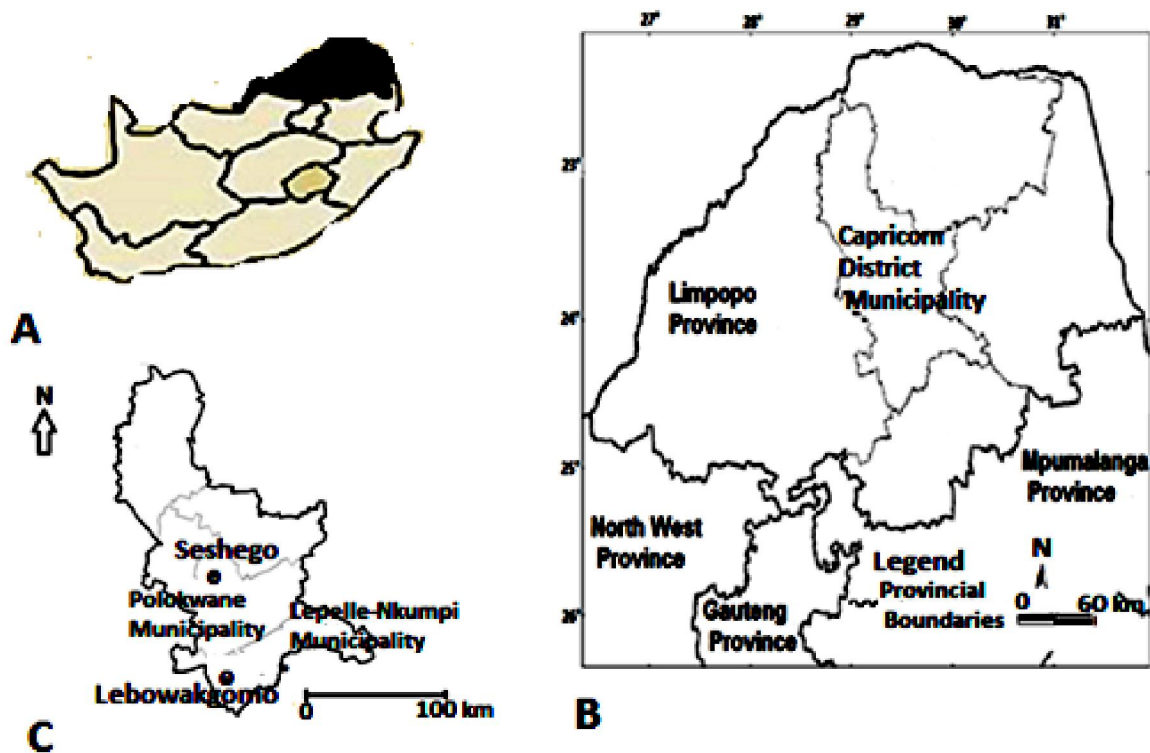 A
N
Seshego
Polokwane
Municipality
Lepelle-Nkumpi
Municipality
Lebowakgomo
0 100 km
C
27° 28° 29° 30° 31°
23°
24°
25°
26°
Capricorn
District
Municipality
Limpopo
Province
Mpumalanga
Province
North West
Province
Gauteng
Province
Legend
Provincial
Boundaries
N
0 60 km
B